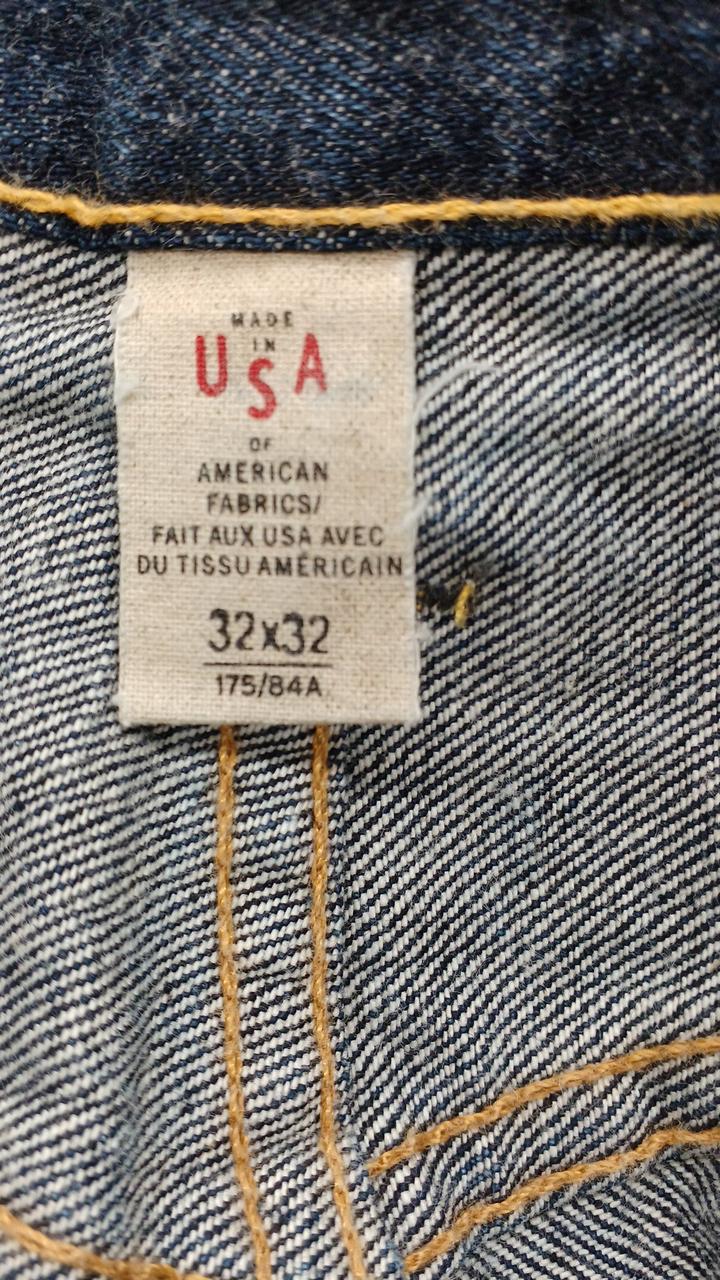 MADE
IN
USA
OF
AMERICAN
FABRICS/
FAIT AUX USA AVEC
DU TISSU AMÉRICAIN
32x32
175/84A